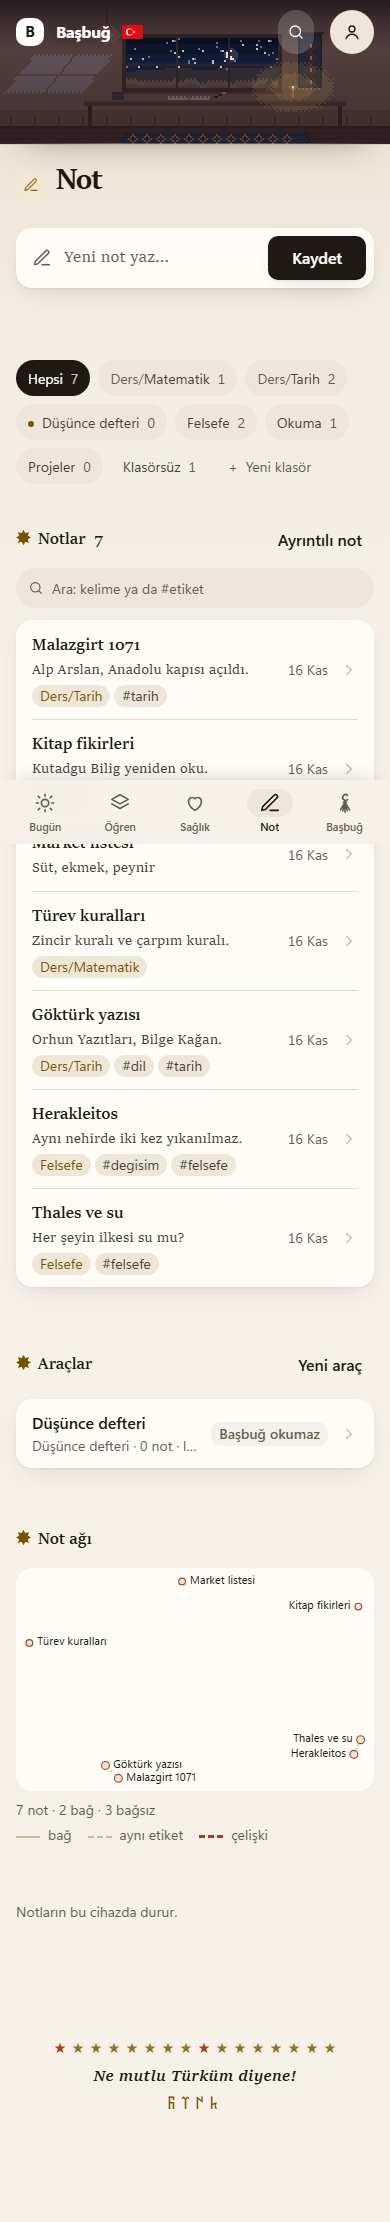 B Başbuğ
Not
Yeni not yaz...
Kaydet
Hepsi 7
Ders/Matematik 1
Ders/Tarih 2
Düşünce defteri 0
Felsefe 2
Okuma 1
Projeler 0
Klasörsüz 1
+ Yeni klasör
Notlar 7
Ayrıntılı not
Ara: kelime ya da #etiket
Malazgirt 1071
Alp Arslan, Anadolu kapısı açıldı.
16 Kas
Ders/Tarih #tarih
Kitap fikirleri
Kutadgu Bilig yeniden oku.
16 Kas
Bugün
Öğren
Sağlık
Not
Başbuğ
Market listesi
Süt, ekmek, peynir
16 Kas
Türev kuralları
Zincir kuralı ve çarpım kuralı.
16 Kas
Ders/Matematik
Göktürk yazısı
Orhun Yazıtları, Bilge Kağan.
16 Kas
Ders/Tarih #dil #tarih
Herakleitos
Aynı nehirde iki kez yıkanılmaz.
16 Kas
Felsefe #degisim #felsefe
Thales ve su
Her şeyin ilkesi su mu?
16 Kas
Felsefe #felsefe
Araçlar
Yeni araç
Düşünce defteri
Düşünce defteri · 0 not · l...
Başbuğ okumaz
Not ağı
Market listesi
Kitap fikirleri
Türev kuralları
Thales ve su
Herakleitos
Göktürk yazısı
Malazgirt 1071
7 not · 2 bağ · 3 bağsız
bağ
aynı etiket
çelişki
Notların bu cihazda durur.
Ne mutlu Türküm diyene!